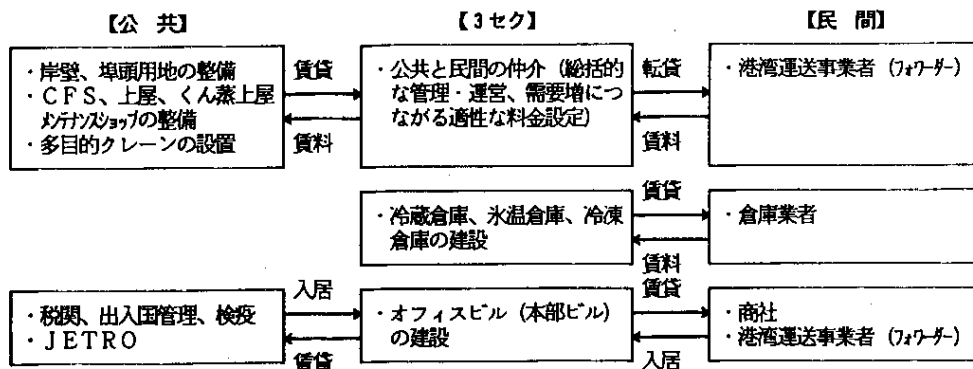 【公 共】 【3セク】 【民 間】
・岸壁、埠頭用地の整備
・CFS、上屋、くん蒸上屋
メンテナンスショップの整備
・多目的クレーンの設置
賃貸
賃料
・公共と民間の仲介（総括的
な管理・運営、需要増につ
ながる適性な料金設定）
転貸
賃料
・港湾運送事業者（フォワーダー）
・冷蔵倉庫、氷温倉庫、冷凍
倉庫の建設
賃貸
賃料
・倉庫業者
・税関、出入国管理、検疫
・JETRO
入居
賃貸
・オフィスビル（本部ビル）
の建設
賃貸
入居
・商社
・港湾運送事業者（フォワーダー）